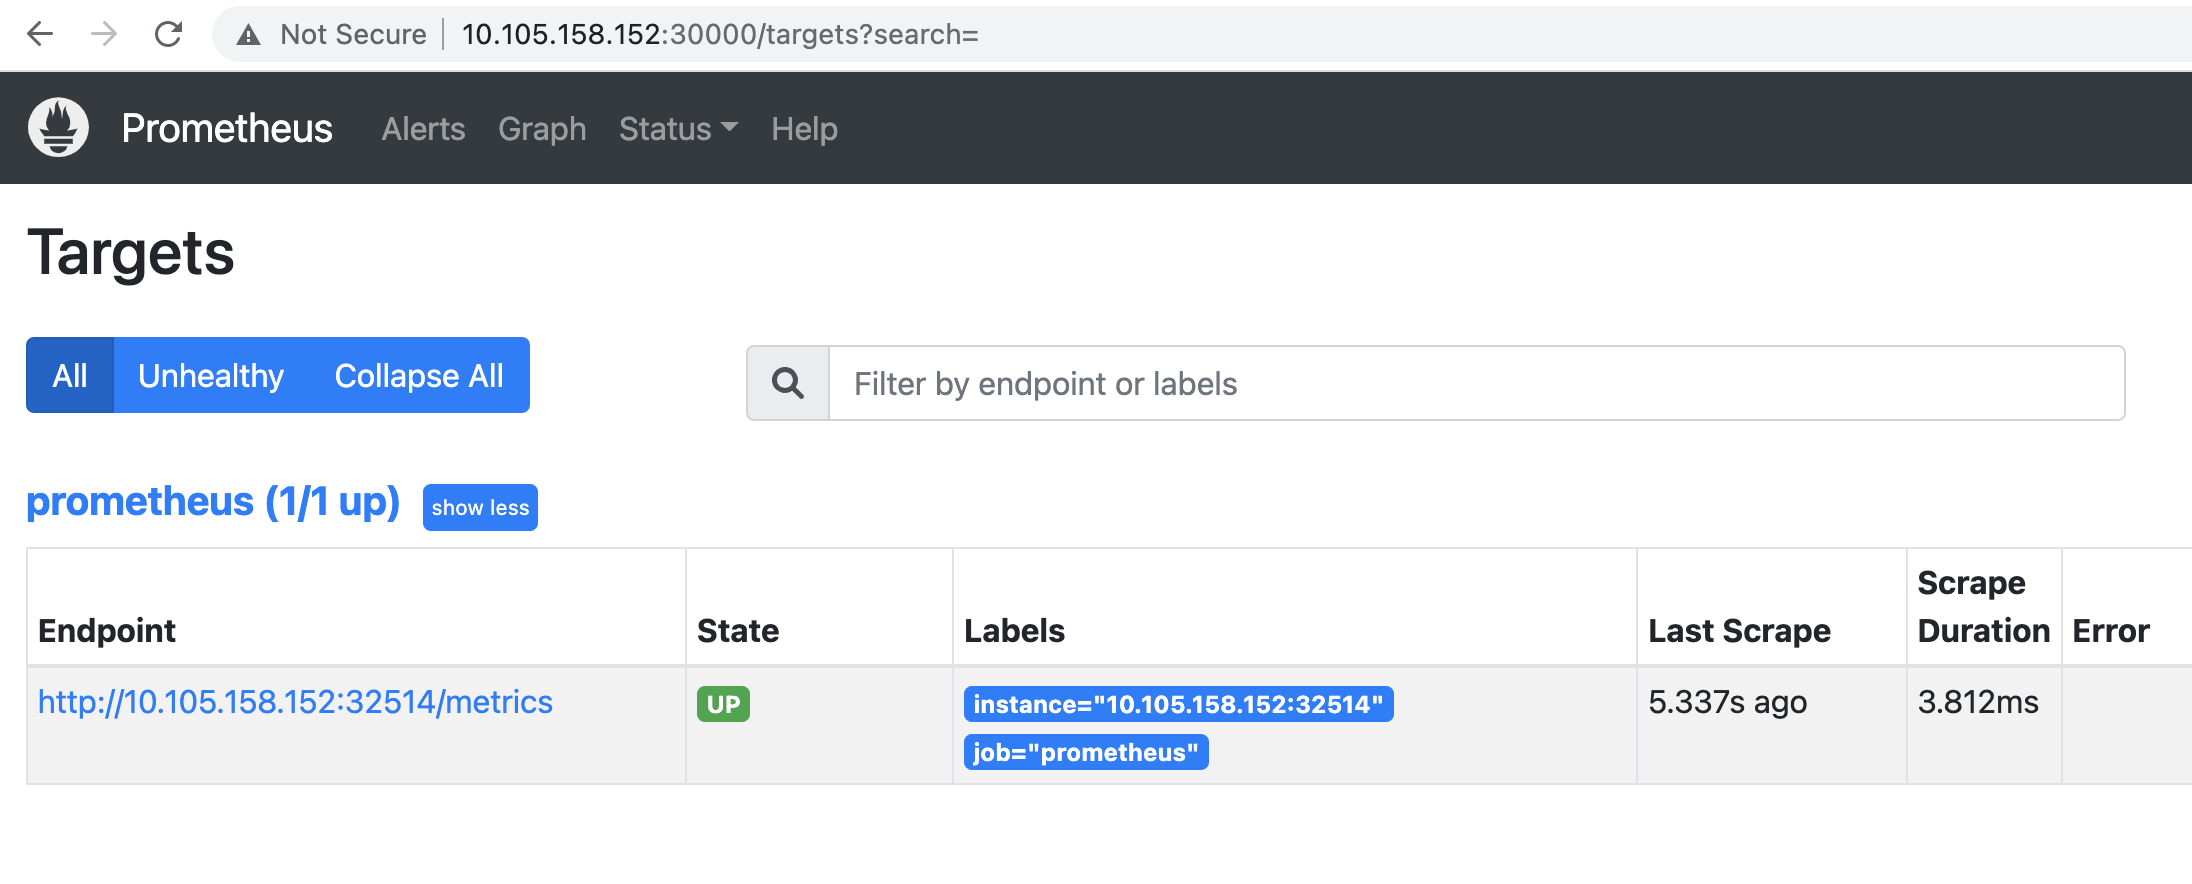 Not Secure 10.105.158.152:30000/targets?search=
Prometheus Alerts Graph Status Help
Targets
All Unhealthy Collapse All Filter by endpoint or labels
prometheus (1/1 up) show less
Endpoint State Labels Last Scrape Scrape Duration Error
http://10.105.158.152:32514/metrics UP instance="10.105.158.152:32514" 5.337s ago 3.812ms
job="prometheus"